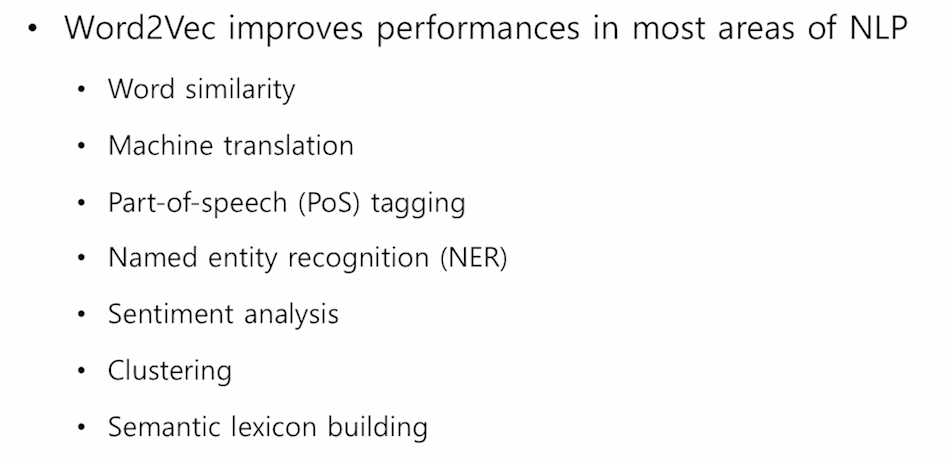 • Word2Vec improves performances in most areas of NLP
• Word similarity
• Machine translation
• Part-of-speech (PoS) tagging
• Named entity recognition (NER)
• Sentiment analysis
• Clustering
• Semantic lexicon building